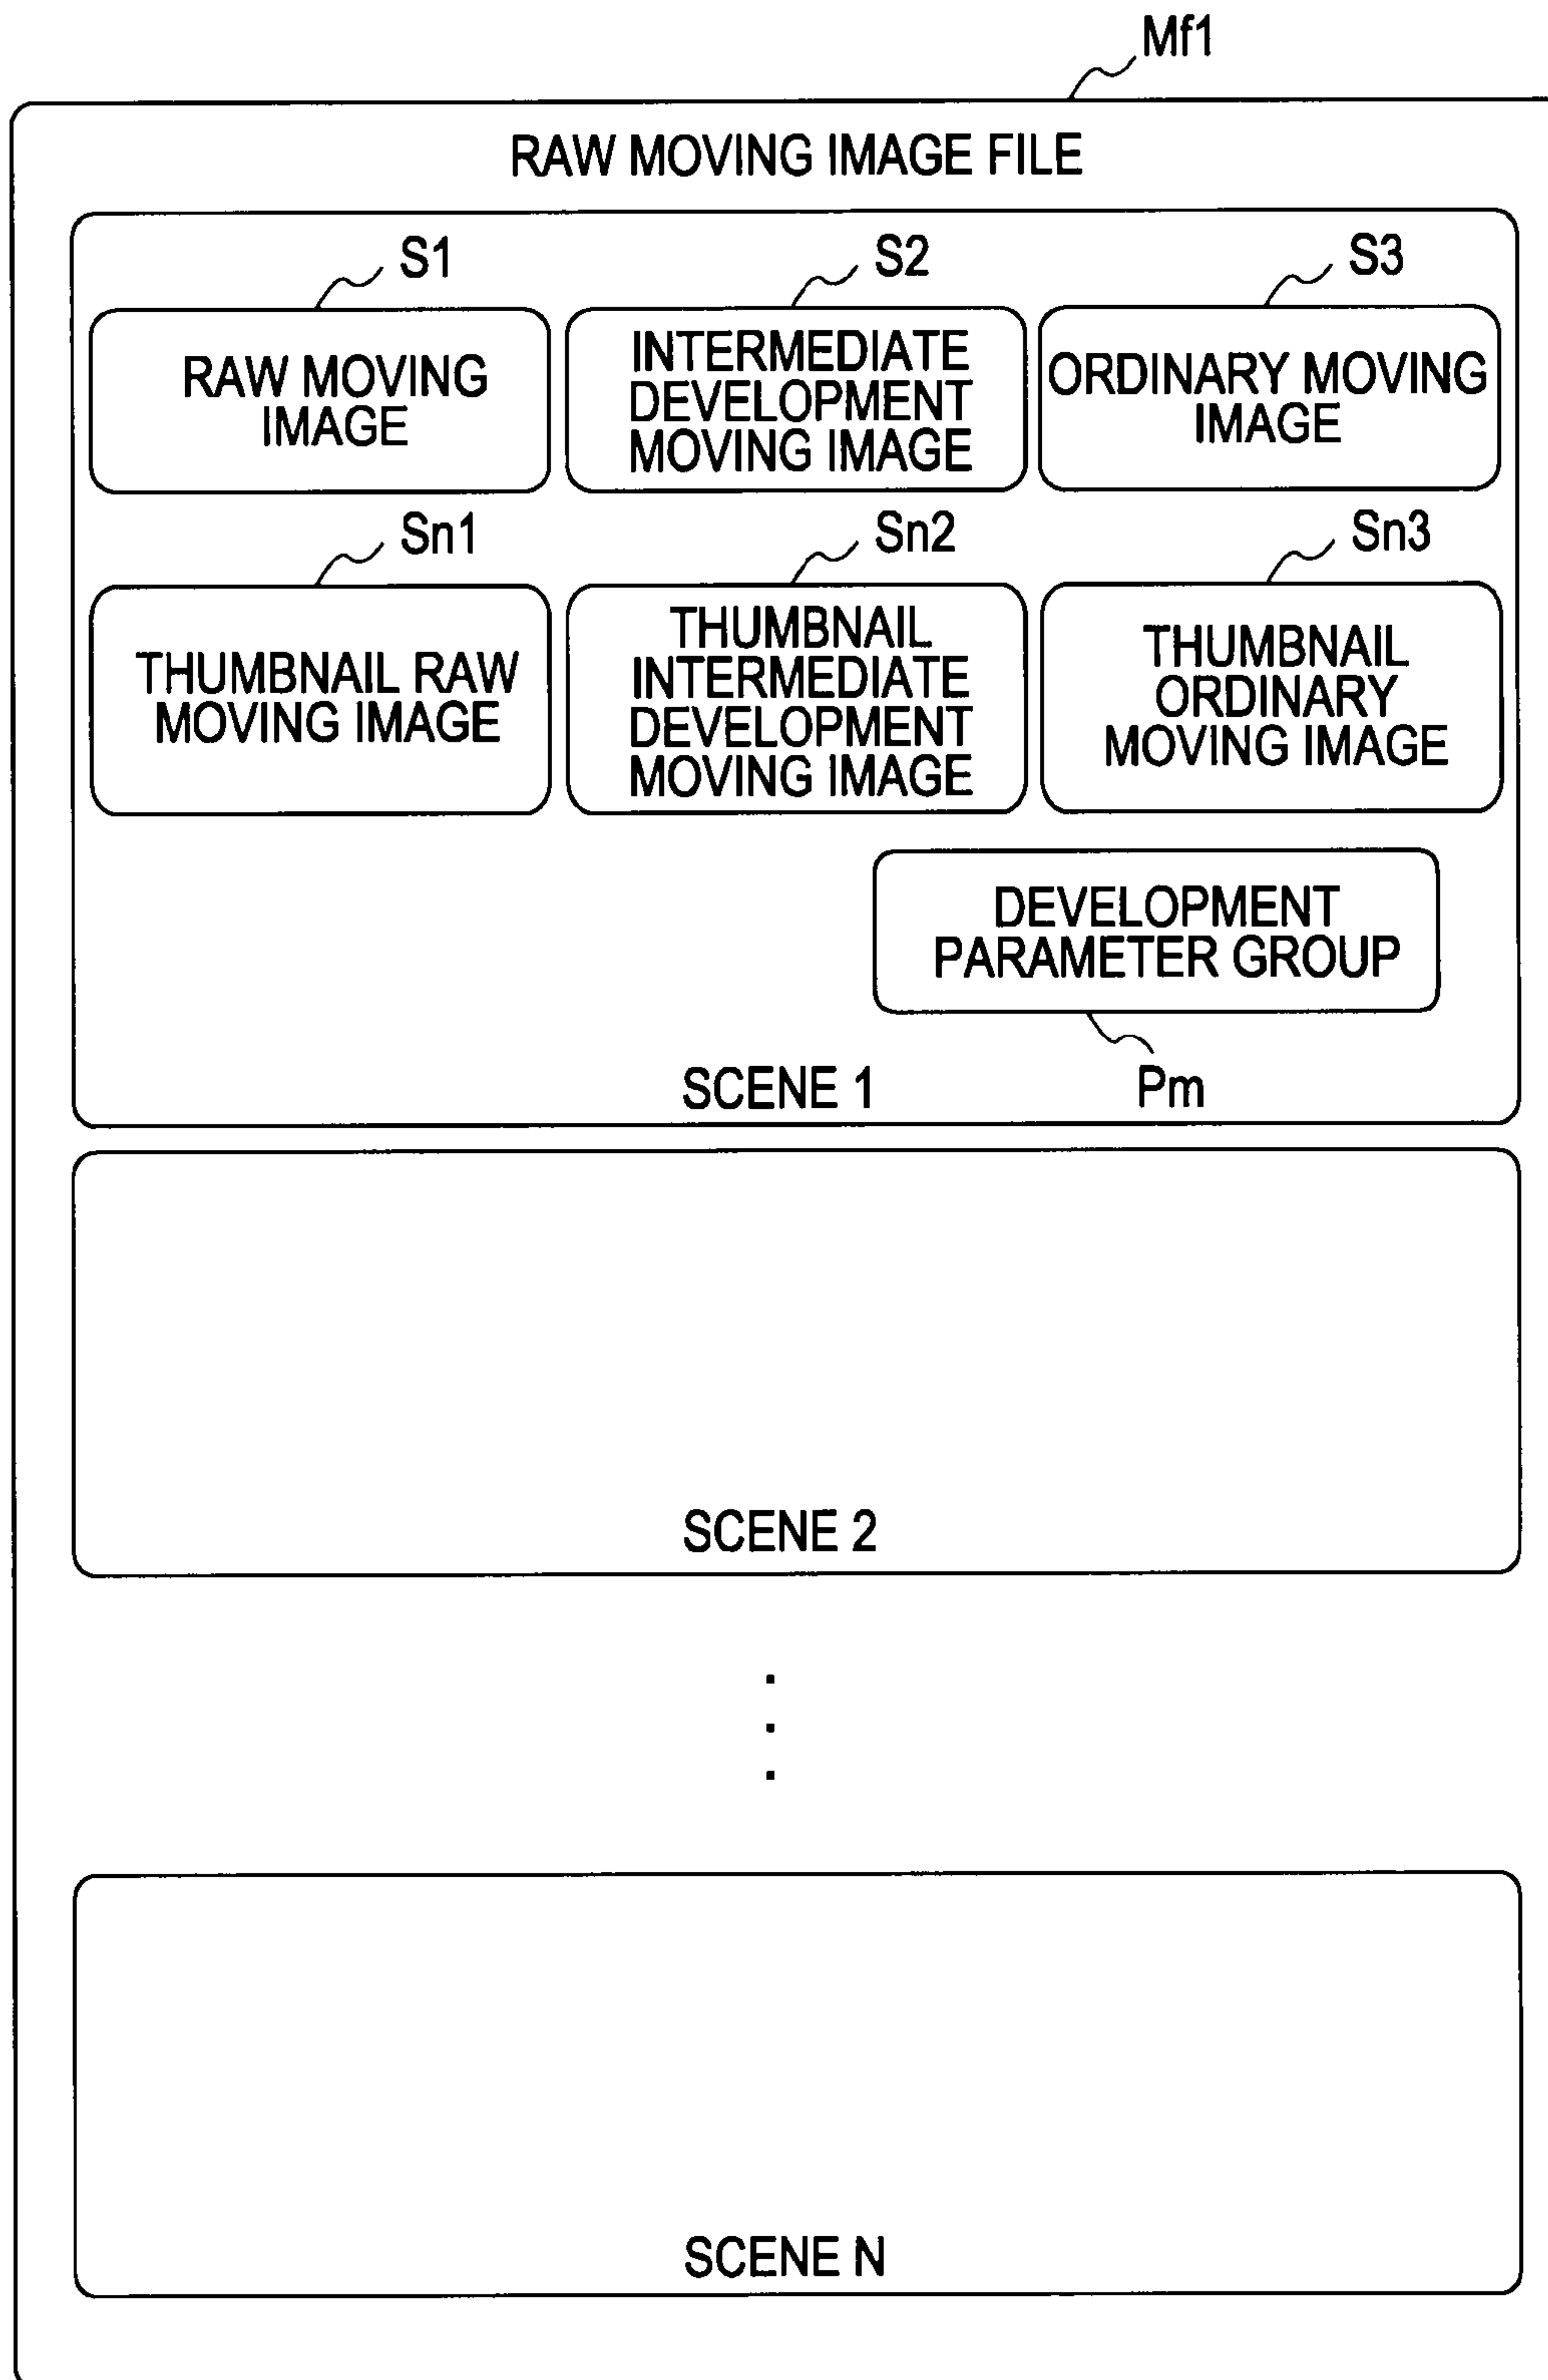 Mf1
RAW MOVING IMAGE FILE
S1
S2
S3
RAW MOVING
IMAGE
INTERMEDIATE
DEVELOPMENT
MOVING IMAGE
ORDINARY MOVING
IMAGE
Sn1
Sn2
Sn3
THUMBNAIL RAW
MOVING IMAGE
THUMBNAIL
INTERMEDIATE
DEVELOPMENT
MOVING IMAGE
THUMBNAIL
ORDINARY
MOVING IMAGE
DEVELOPMENT
PARAMETER GROUP
Pm
SCENE 1
SCENE 2
SCENE N